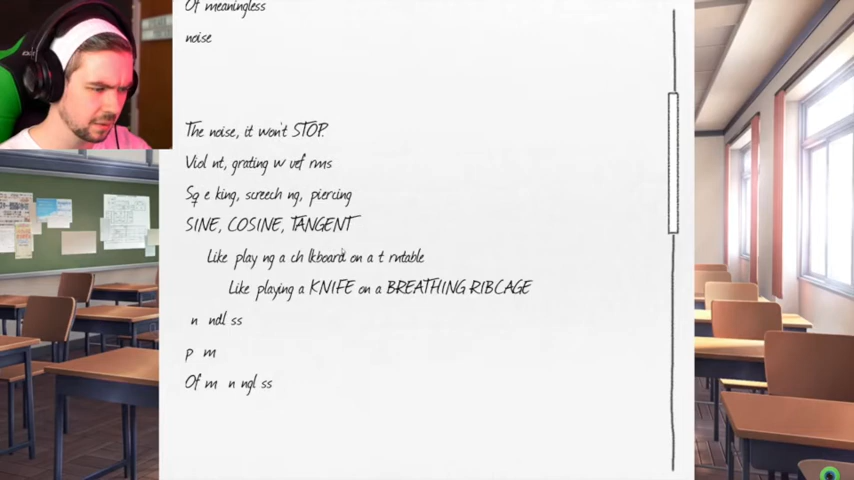 Of meaningless
noise
The noise, it won't STOP.
Viol nt, grating w vef rms
Sq e king, screech ng, piercing
SINE, COSINE, TANGENT
Like play ng a ch lkboard on a t rntable
Like playing a KNIFE on a BREATHING RIBCAGE
n ndl ss
p m
Of m n ngl ss